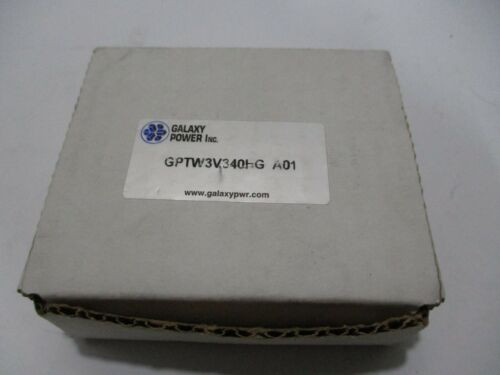 GALAXY
POWER INC.
GPTW3V340HG A01
www.galaxypwr.com